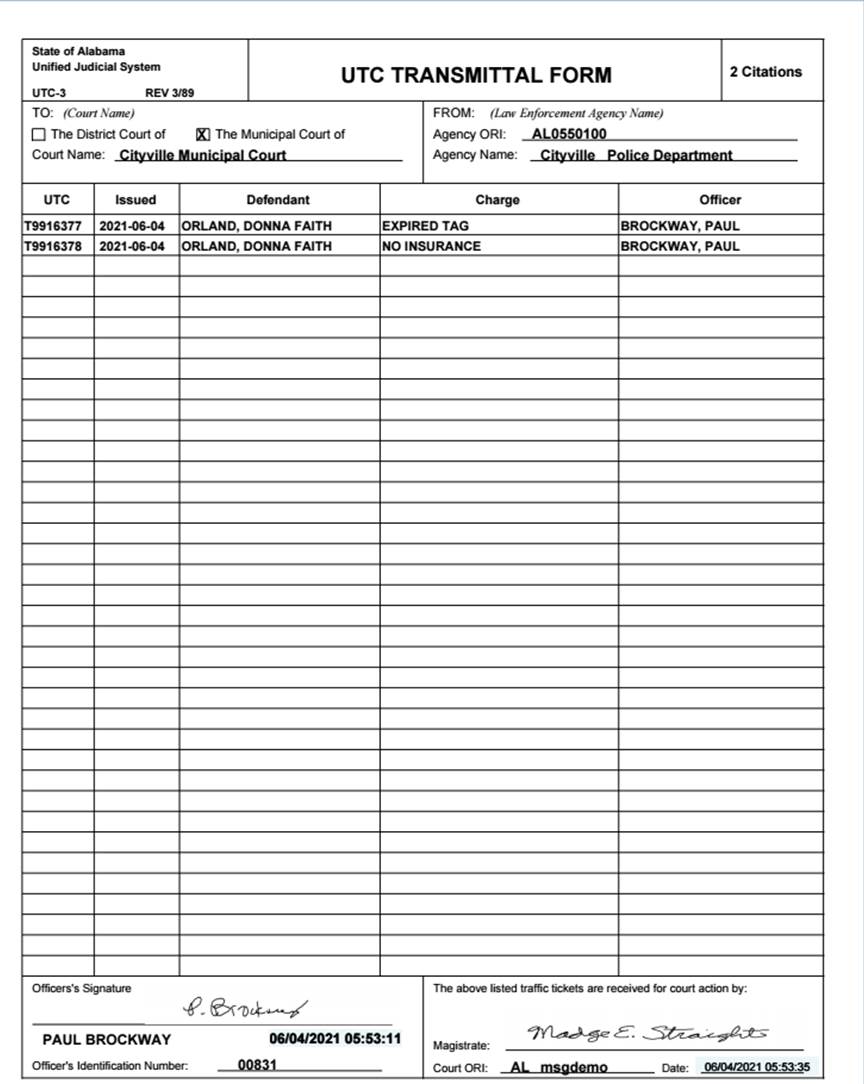 State of Alabama
Unified Judicial System
UTC-3 REV 3/89
UTC TRANSMITTAL FORM
2 Citations
TO: (Court Name)
The District Court of X The Municipal Court of
Court Name: Cityville Municipal Court
FROM: (Law Enforcement Agency Name)
Agency ORI: AL0550100
Agency Name: Cityville Police Department
UTC Issued Defendant Charge Officer
T9916377 2021-06-04 ORLAND, DONNA FAITH EXPIRED TAG BROCKWAY, PAUL
T9916378 2021-06-04 ORLAND, DONNA FAITH NO INSURANCE BROCKWAY, PAUL
Officers's Signature
P. Brockway
PAUL BROCKWAY 06/04/2021 05:53:11
Officer's Identification Number: 00831
The above listed traffic tickets are received for court action by:
Magistrate: Madge E. Straights
Court ORI: AL msgdemo Date: 06/04/2021 05:53:35